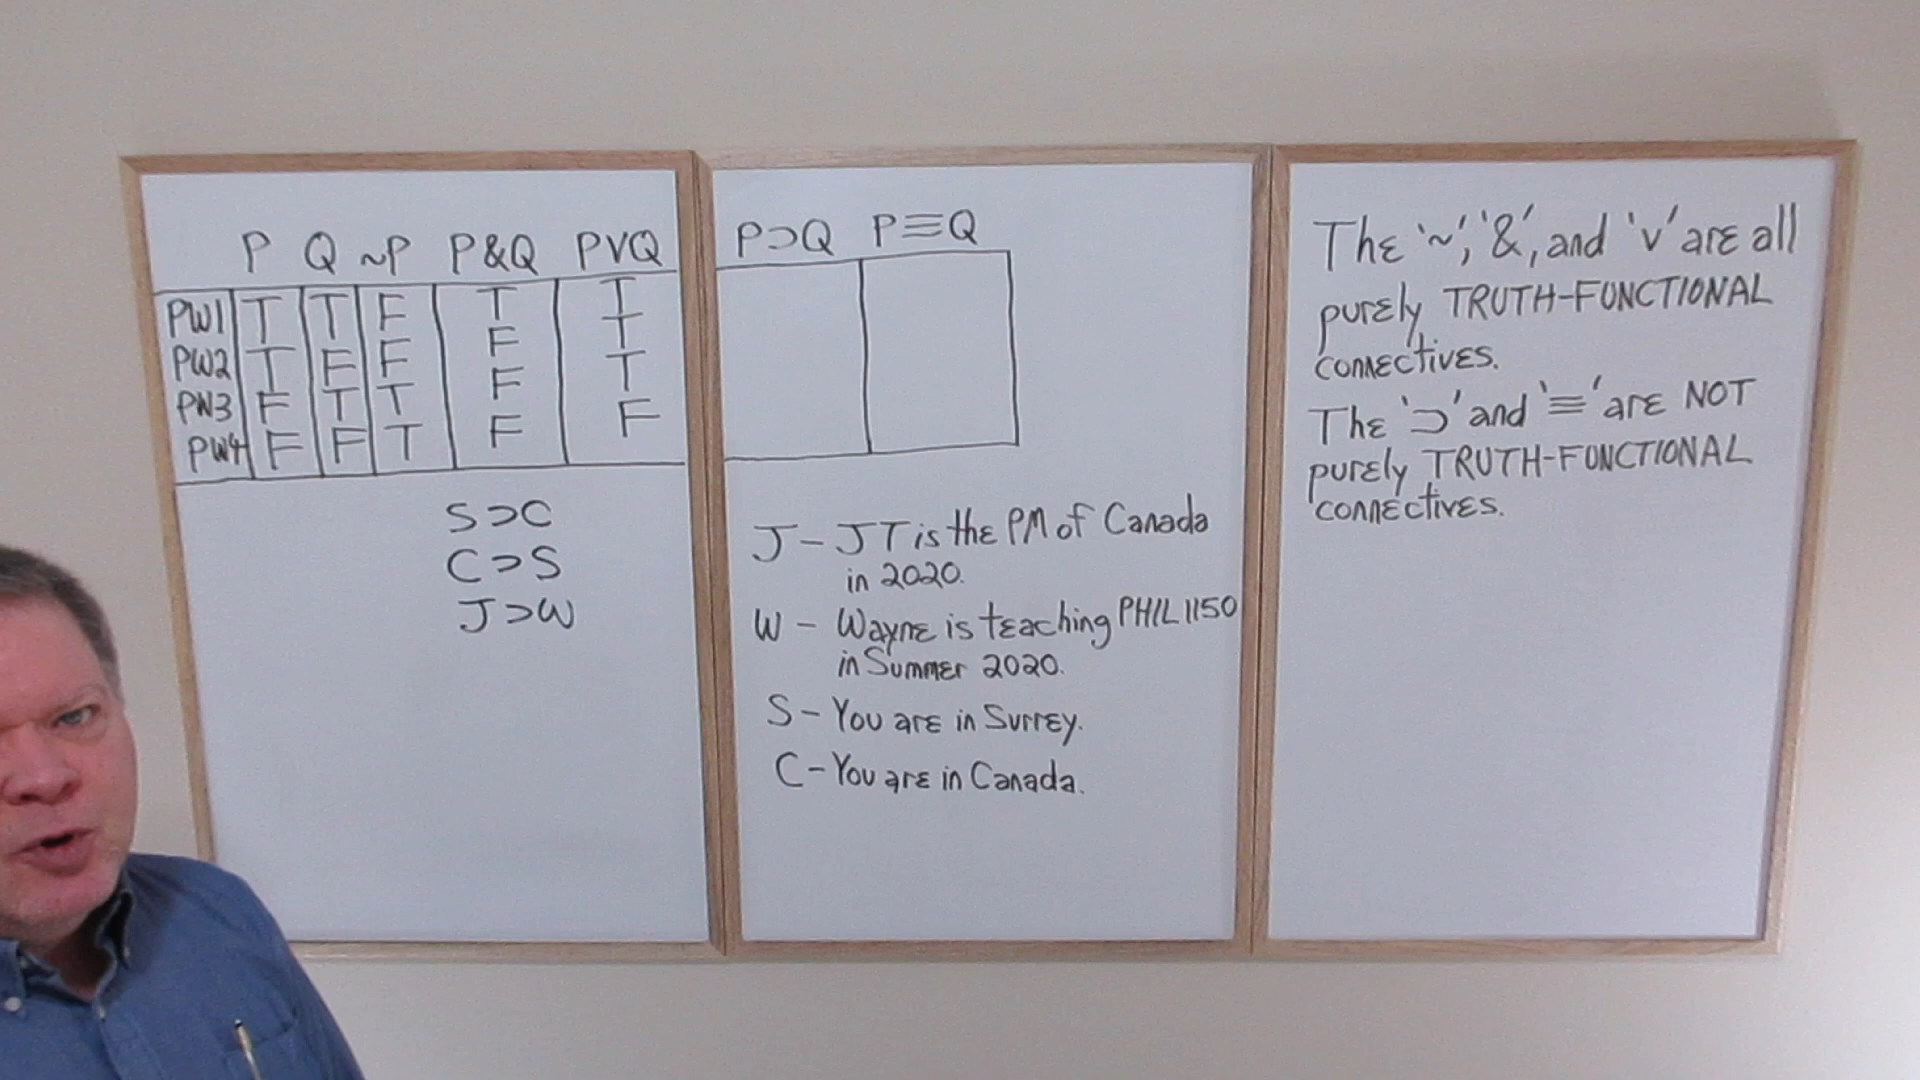 P Q ~P P&Q PVQ
PW1 T T F T T
PW2 T F F F T
PW3 F T T F T
PW4 F F T F F
S⊃C
C⊃S
J⊃W
P⊃Q P≡Q
J – JT is the PM of Canada
in 2020.
W – Wayne is teaching PHIL 1150
in Summer 2020.
S – You are in Surrey.
C – You are in Canada.
The '~', '&', and 'v' are all
purely TRUTH-FUNCTIONAL
connectives.
The '⊃' and '≡' are NOT
purely TRUTH-FUNCTIONAL
connectives.